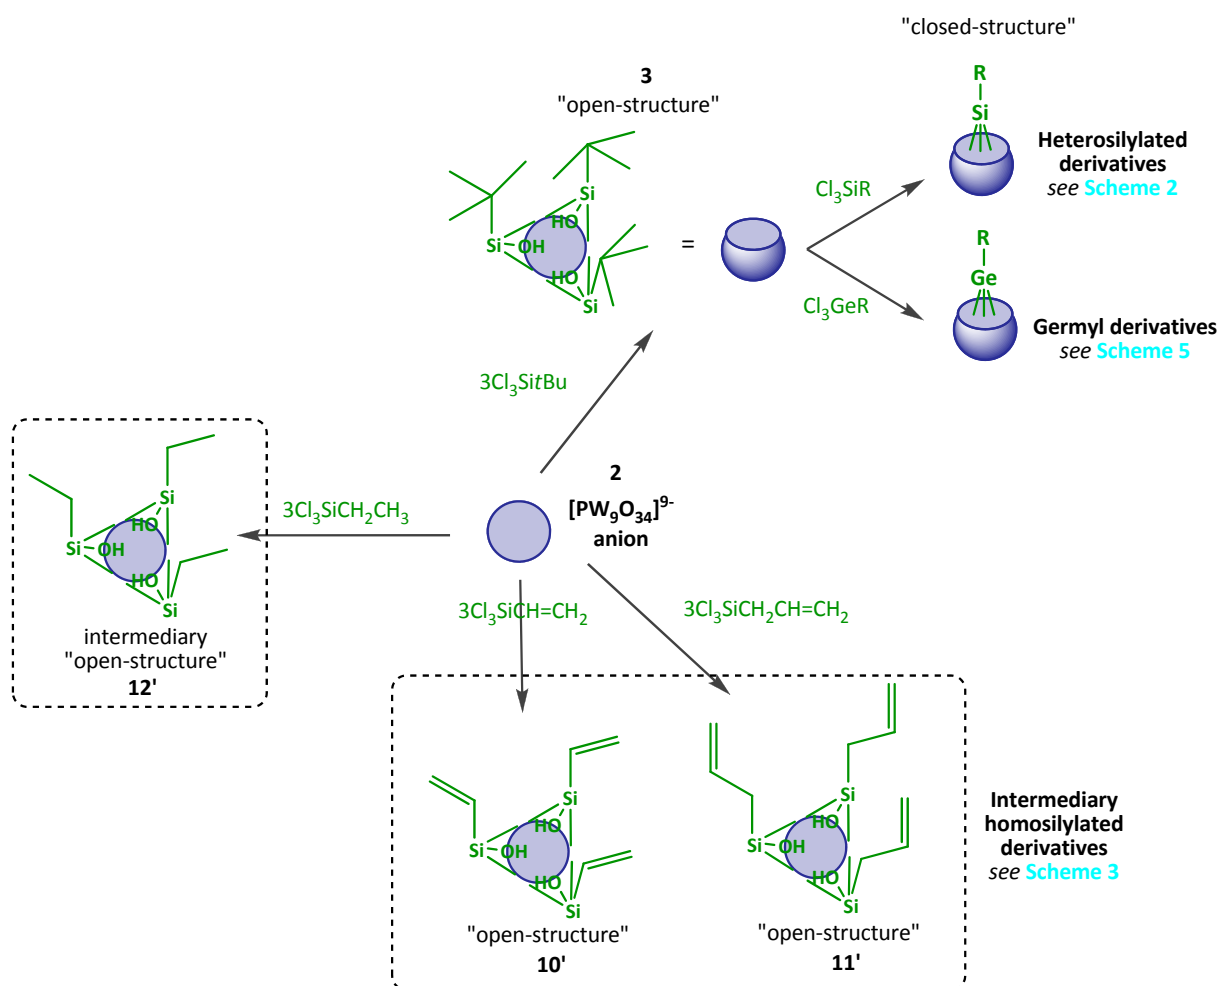 "closed-structure"
3
"open-structure"
R
Si
Heterosilylated
derivatives
see Scheme 2
Cl3SiR
Si
HO
Si
OH
HO
Si
=
R
Ge
Cl3GeR
Germyl derivatives
see Scheme 5
3Cl3SitBu
2
[PW9O34]9-
anion
3Cl3SiCH2CH3
Si
HO
Si
OH
HO
Si
intermediary
"open-structure"
12'
3Cl3SiCH=CH2
3Cl3SiCH2CH=CH2
Si
HO
Si
OH
HO
Si
"open-structure"
10'
Si
HO
Si
OH
HO
Si
"open-structure"
11'
Intermediary
homosilylated
derivatives
see Scheme 3